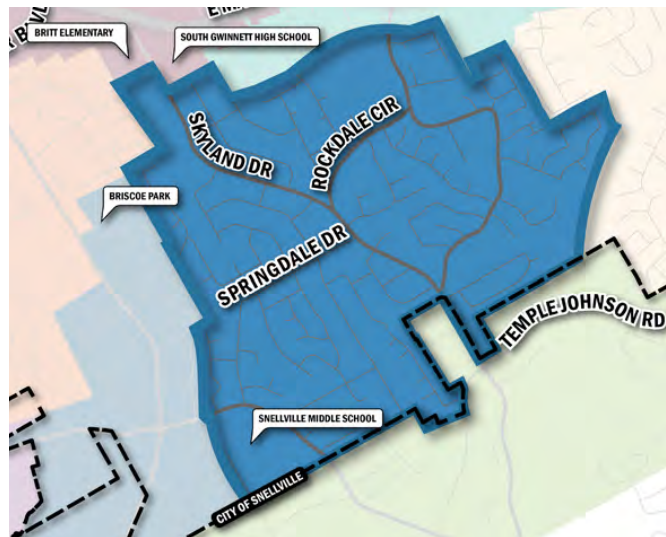 BRITT ELEMENTARY
SOUTH GWINNETT HIGH SCHOOL
SKYLAND DR
ROCKDALE CIR
BRISCOE PARK
SPRINGDALE DR
TEMPLE JOHNSON RD
SNELLVILLE MIDDLE SCHOOL
CITY OF SNELLVILLE